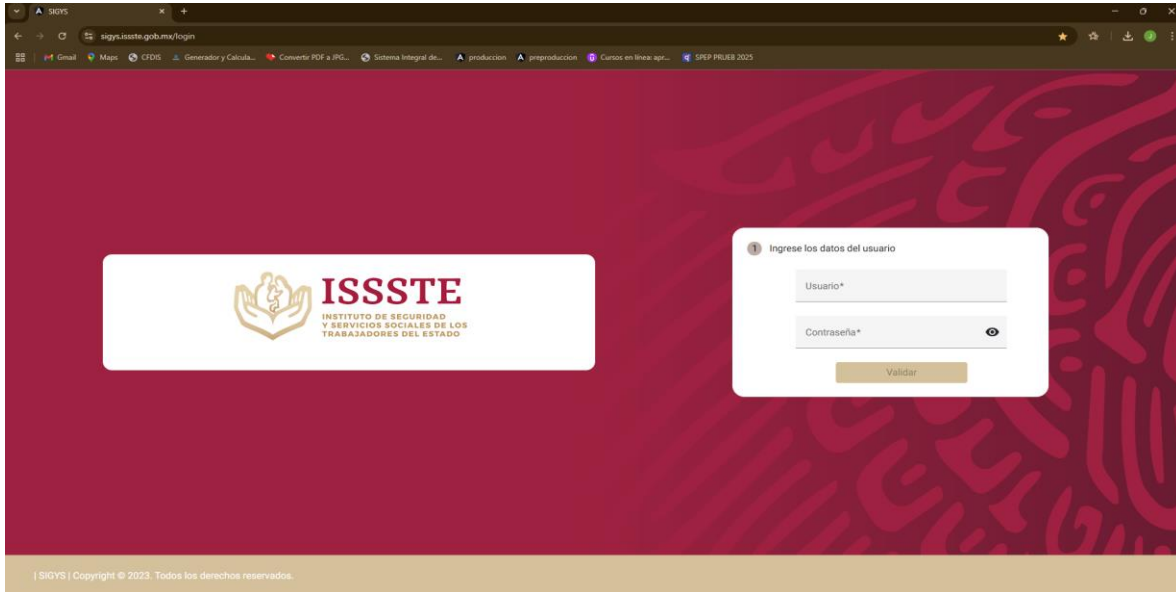 SIGYS
sigys.issste.gob.mx/login
Gmail
Maps
CFDIS
Generador y Calcula...
Convertir PDF a JPG...
Sistema Integral de...
produccion
preproduccion
Cursos en línea: apr...
SPEP PRUEB 2025
1 Ingrese los datos del usuario
Usuario*
ISSSTE
INSTITUTO DE SEGURIDAD
Y SERVICIOS SOCIALES DE LOS
TRABAJADORES DEL ESTADO
Contraseña*
Validar
| SIGYS | Copyright © 2023. Todos los derechos reservados.